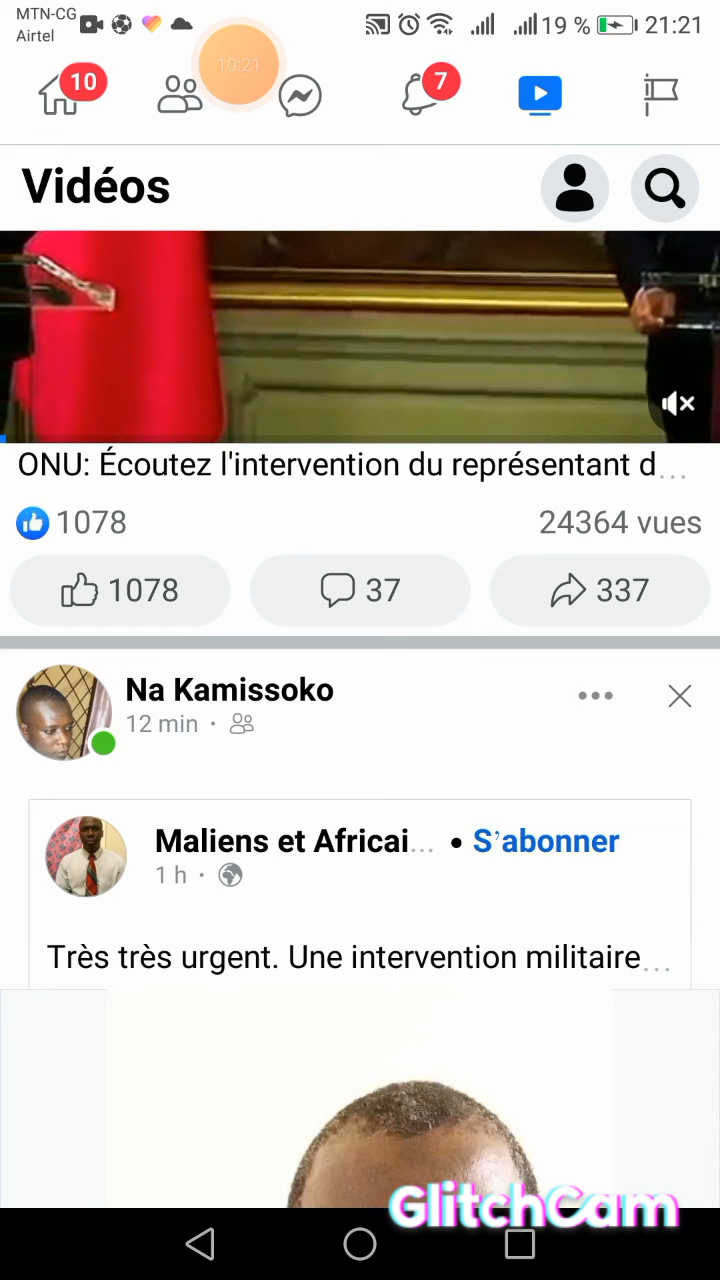 MTN-CG
Airtel
19 %
21:21
10:21
10
7
Vidéos
ONU: Écoutez l'intervention du représentant d...
1078
24364 vues
1078
37
337
Na Kamissoko
12 min ·
Maliens et Africai... • S'abonner
1 h ·
Très très urgent. Une intervention militaire...
GlitchCam